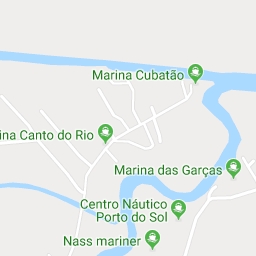 Marina Cubatão
ina Canto do Rio
Marina das Garças
Centro Náutico
Porto do Sol
Nass mariner